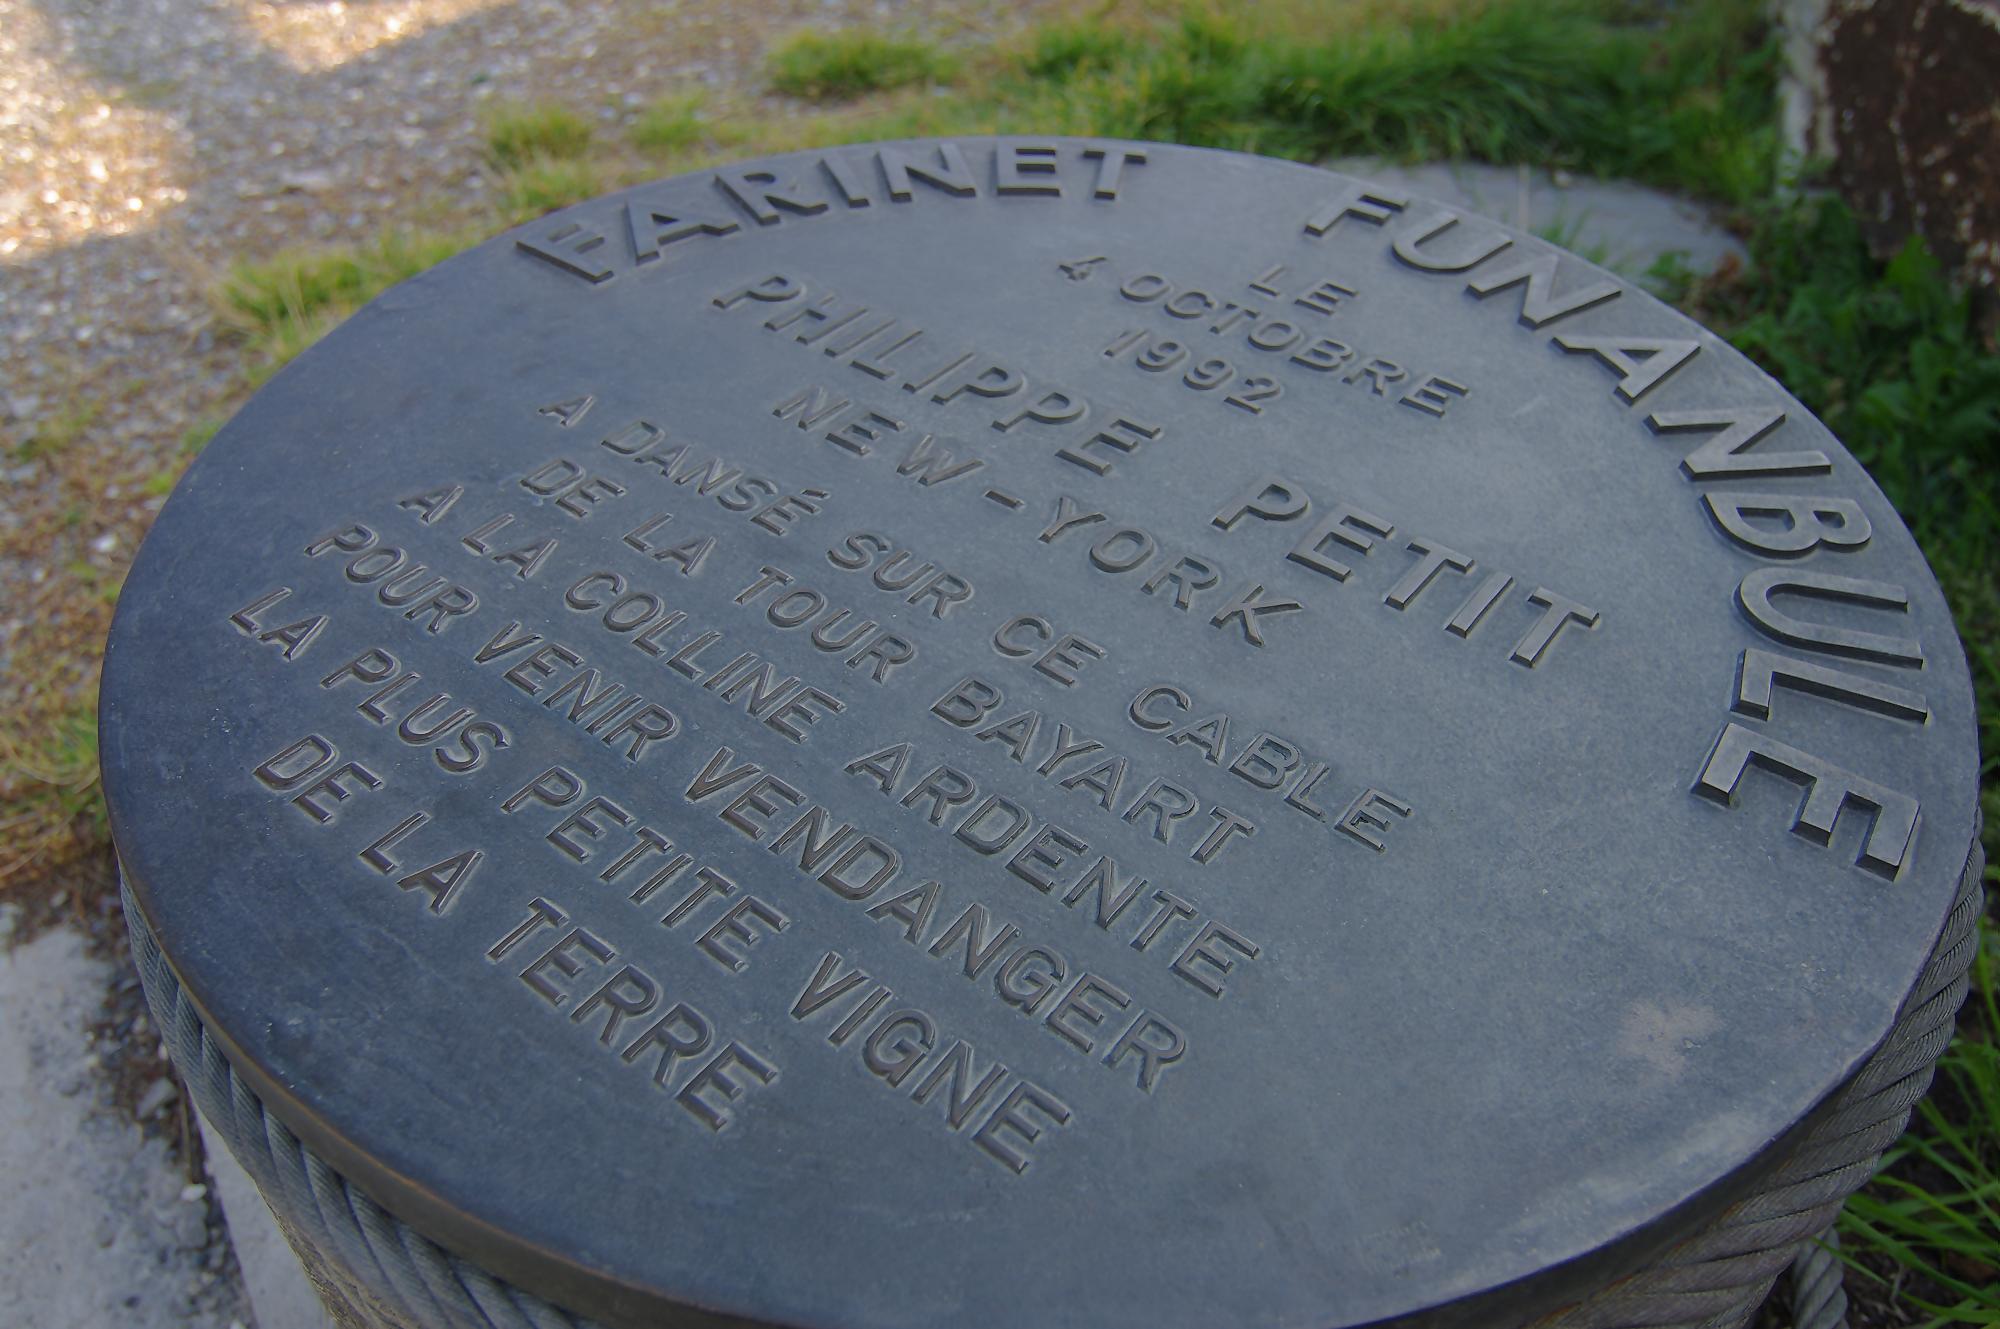 FARINET FUNANBULE
LE
4 OCTOBRE
1992
PHILIPPE PETIT
NEW-YORK
A DANSÉ SUR CE CABLE
DE LA TOUR BAYART
A LA COLLINE ARDENTE
POUR VENIR VENDANGER
LA PLUS PETITE VIGNE
DE LA TERRE